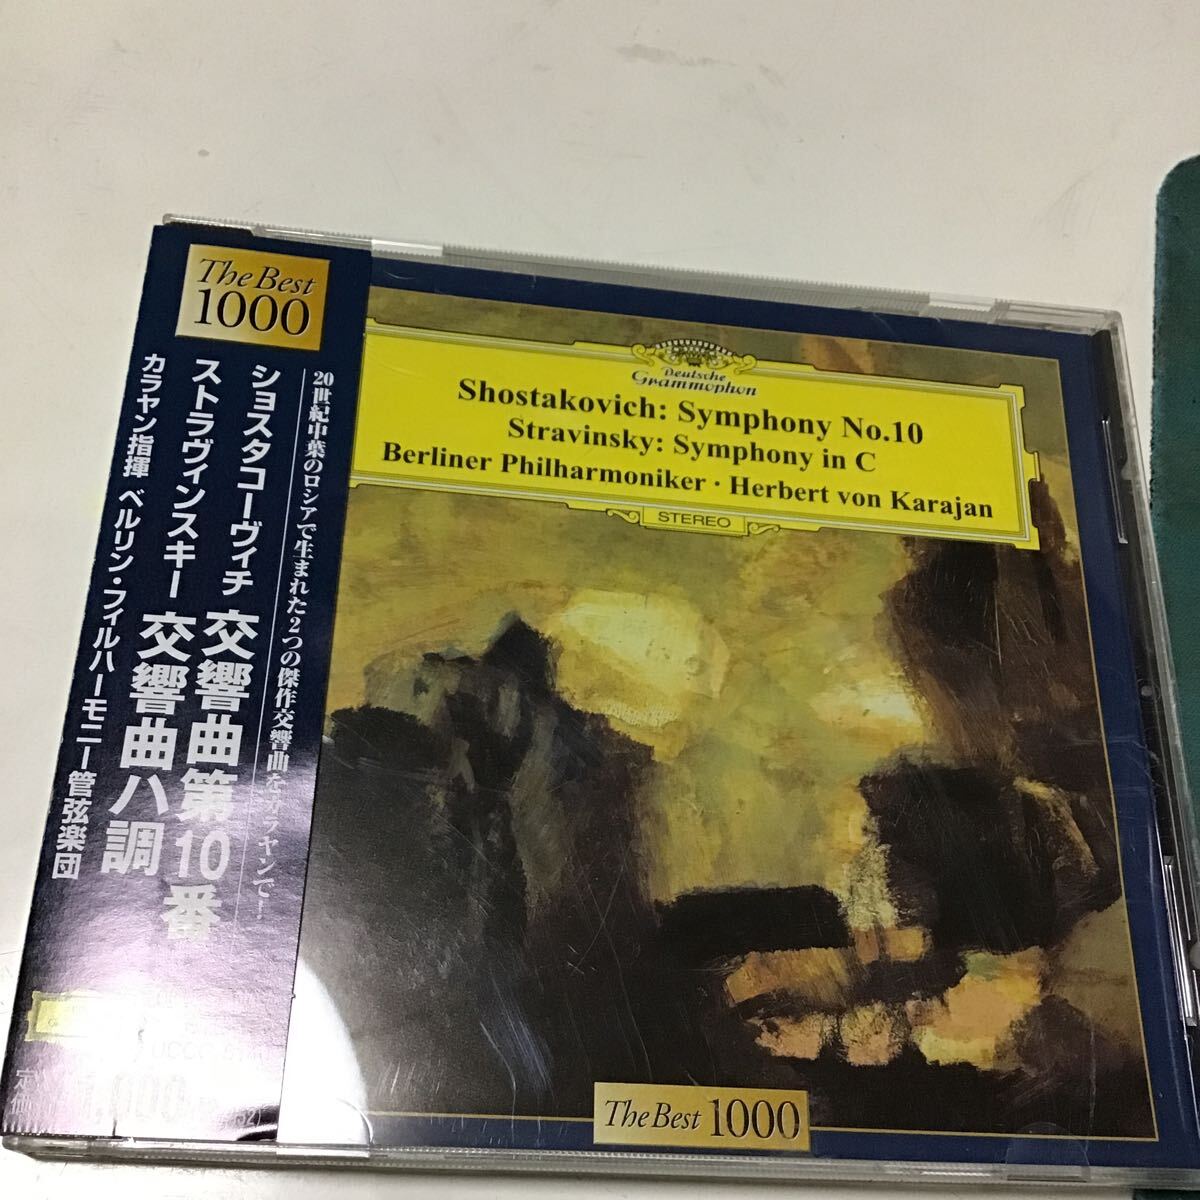 The Best
1000
20世紀中葉のロシアで生まれた2つの傑作交響曲をカラヤンで!
ショスタコーヴィチ 交響曲第10番
ストラヴィンスキー 交響曲ハ調
カラヤン指揮 ベルリン・フィルハーモニー管弦楽団
UCCG
定価
1,000
Deutsche
Grammophon
Shostakovich: Symphony No.10
Stravinsky: Symphony in C
Berliner Philharmoniker · Herbert von Karajan
STEREO
The Best 1000